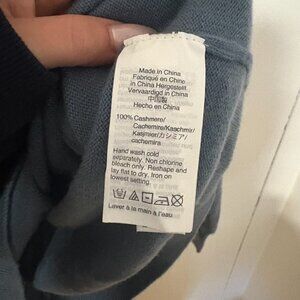 Made in China
Fabriqué en Chine
in China Hergestellt
Vervaardigd in China
中国製
Hecho en China
100% Cashmere/
Cachemire/Kaschmir/
Kasjmier/カシミア/
cachemira
Hand wash cold
separately. Non chlorine
bleach only. Reshape and
lay flat to dry. Iron on
lowest setting.
Laver à la main à l'eau